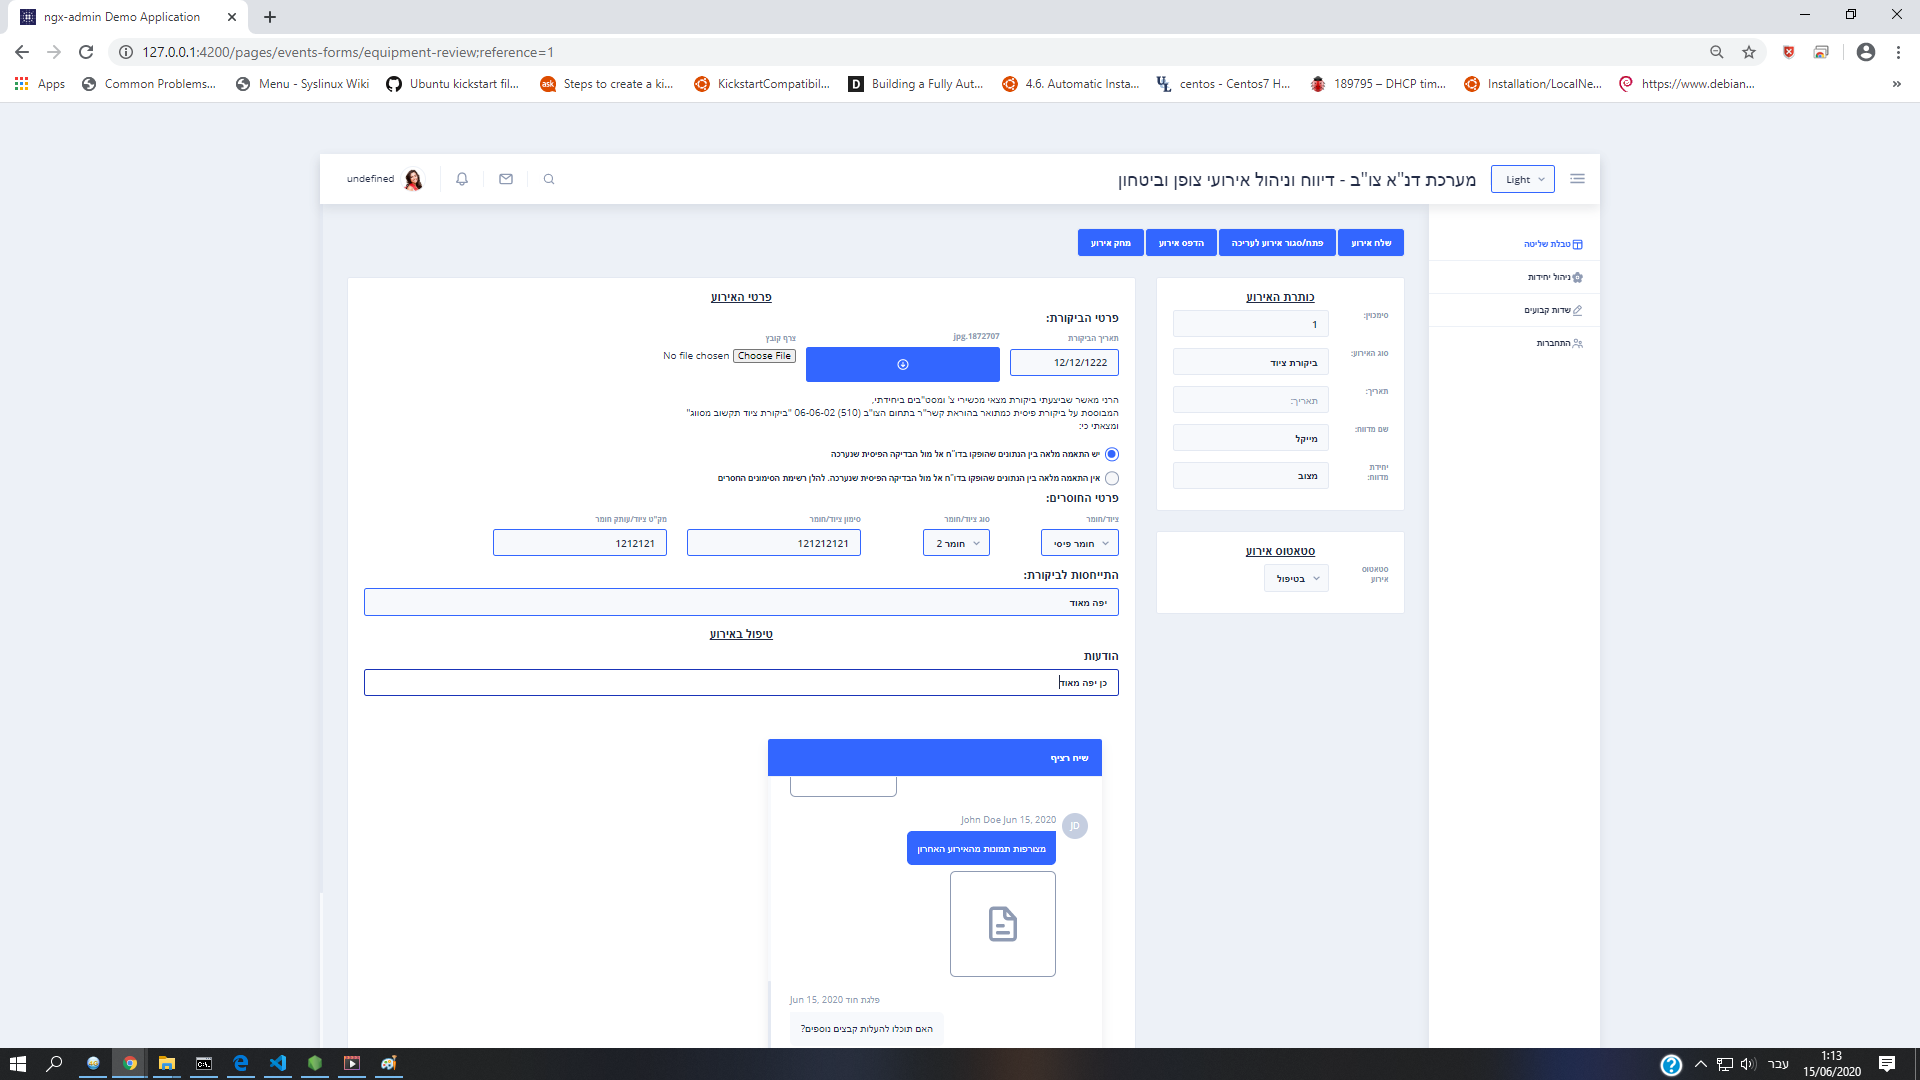 ngx-admin Demo Application
127.0.0.1:4200/pages/events-forms/equipment-review;reference=1
Apps
Common Problems...
Menu - Syslinux Wiki
Ubuntu kickstart fil...
Steps to create a ki...
KickstartCompatibil...
Building a Fully Aut...
4.6. Automatic Insta...
centos - Centos7 H...
189795 – DHCP tim...
Installation/LocalNe...
https://www.debian...
»
Light
מערכת דנ"א צו"ב - דיווח וניהול אירועי צופן וביטחון
undefined
טבלת שליטה
ניהול יחידות
שדות קבועים
התחברות
שלח אירוע
פתח/סגור אירוע לעריכה
הדפס אירוע
מחק אירוע
כותרת האירוע
סימכוין:
1
סוג האירוע:
ביקורת ציוד
תאריך:
תאריך:
שם מדווח:
מייקל
יחידת
מדווח:
מצוב
סטאטוס אירוע
סטאטוס
אירוע
בטיפול
פרטי האירוע
פרטי הביקורת:
תאריך הביקורת
jpg.1872707
צרף קובץ
12/12/1222
Choose File
No file chosen
הרני מאשר שביצעתי ביקורת מצאי מכשירי צ' ומסט"בים ביחידתי,
המבוססת על ביקורת פיסית כמתואר בהוראת קשר"ר בתחום הצו"ב (510) 06-06-02 "ביקורת ציוד תקשוב מסווג"
ומצאתי כי:
יש התאמה מלאה בין הנתונים שהופקו בדו"ח אל מול הבדיקה הפיסית שנערכה
אין התאמה מלאה בין הנתונים שהופקו בדו"ח אל מול הבדיקה הפיסית שנערכה. להלן רשימת הסימונים החסרים
פרטי החוסרים:
ציוד/חומר
סוג ציוד/חומר
סימון ציוד/חומר
מק"ט ציוד/עותק חומר
חומר פיסי
חומר 2
121212121
1212121
התייחסות לביקורת:
יפה מאוד
טיפול באירוע
הודעות
כן יפה מאוד
שיח רציף
John Doe Jun 15, 2020
JD
מצורפות תמונות מהאירוע האחרון
פלגת חוד Jun 15, 2020
האם תוכלו להעלות קבצים נוספים?
עבר
1:13
15/06/2020